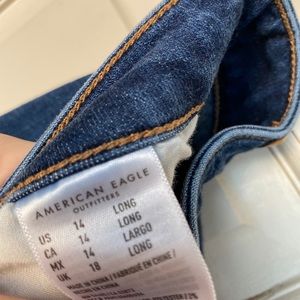 AMERICAN EAGLE
OUTFITTERS
US 14 LONG
CA 14 LONG
MX 14 LARGO
UK 18 LONG
MADE IN CHINA / FABRIQUÉ EN CHINE /